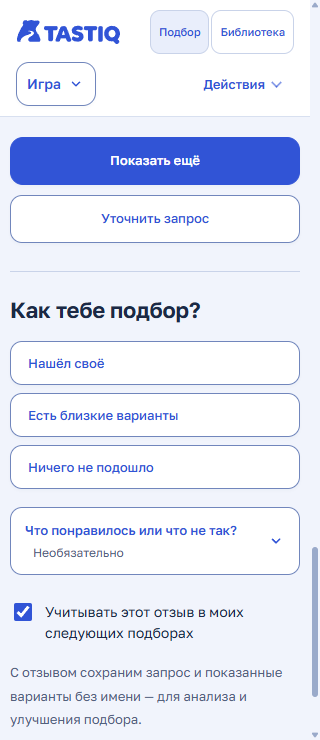 TASTIQ
Подбор
Библиотека
Игра
Действия
Показать ещё
Уточнить запрос
Как тебе подбор?
Нашёл своё
Есть близкие варианты
Ничего не подошло
Что понравилось или что не так?
Необязательно
Учитывать этот отзыв в моих
следующих подборах
С отзывом сохраним запрос и показанные
варианты без имени — для анализа и
улучшения подбора.